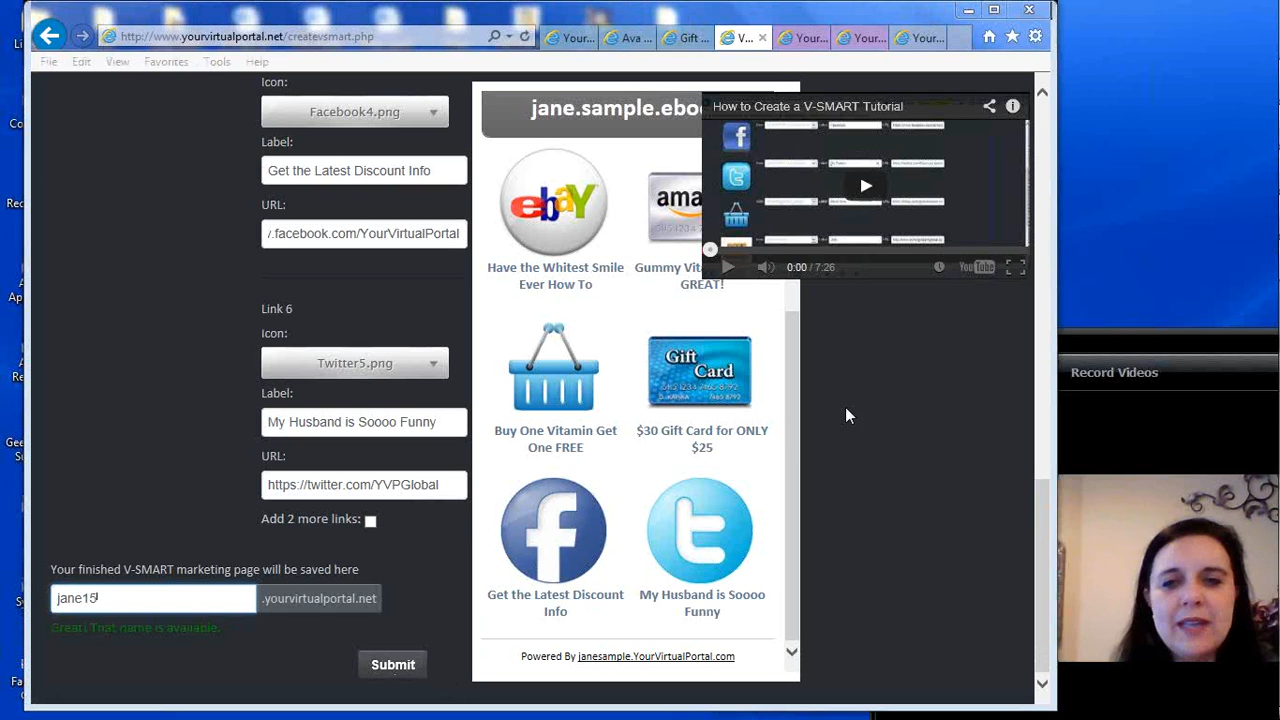 http://www.yourvirtualportal.net/createvsmart.php
Your...
Ava ...
Gift ...
V...
Your...
Your...
Your...
File Edit View Favorites Tools Help
Icon:
Facebook4.png
Label:
Get the Latest Discount Info
URL:
/.facebook.com/YourVirtualPortal
Link 6
Icon:
Twitter5.png
Label:
My Husband is Soooo Funny
URL:
https://twitter.com/YVPGlobal
Add 2 more links:
Your finished V-SMART marketing page will be saved here
jane15
.yourvirtualportal.net
Great! That name is available.
Submit
jane.sample.eboo
How to Create a V-SMART Tutorial
0:00 / 7:26
YouTube
ebay
Have the Whitest Smile
Ever How To
ama
Gummy Vit
GREAT!
Buy One Vitamin Get
One FREE
Gift
Card
$30 Gift Card for ONLY
$25
f
Get the Latest Discount
Info
t
My Husband is Soooo
Funny
Powered By janesample.YourVirtualPortal.com
Record Videos